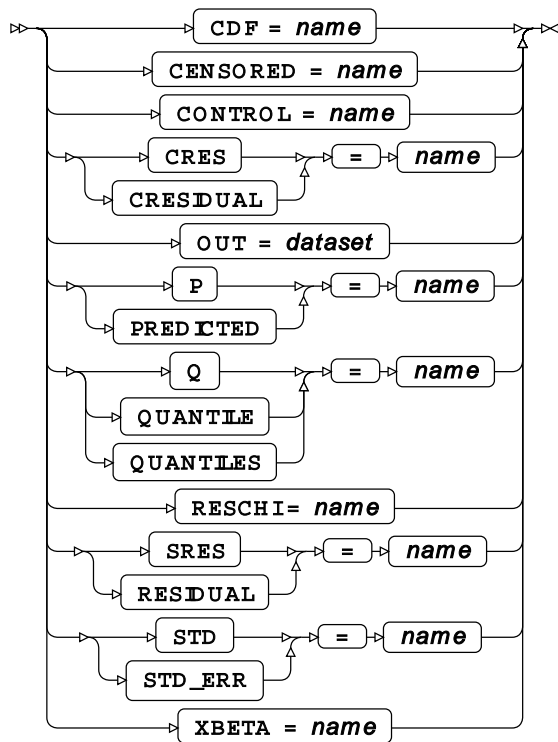 CDF = name
CENSORED = name
CONTROL = name
CRES = name
CRESIDUAL
OUT = dataset
P = name
PREDICTED
Q = name
QUANTILE
QUANTILES
RESCHI= name
SRES = name
RESIDUAL
STD = name
STD_ERR
XBETA = name